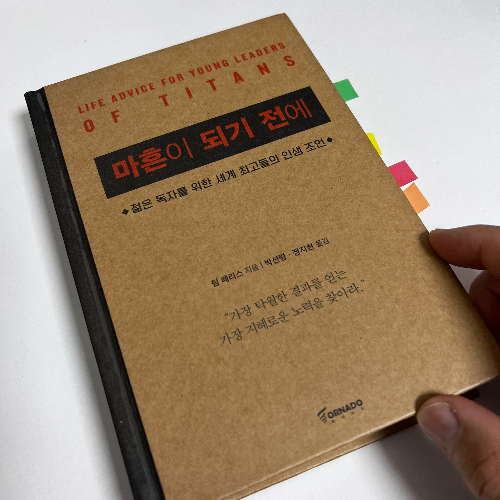 LIFE ADVICE FOR YOUNG LEADERS
OF TITANS
마흔이 되기 전에
◆ 젊은 독자를 위한 세계 최고들의 인생 조언 ◆
팀 페리스 지음 | 박선령 · 정지현 옮김
“가장 탁월한 결과를 얻는
가장 지혜로운 노력을 찾아라.”
TORNADO